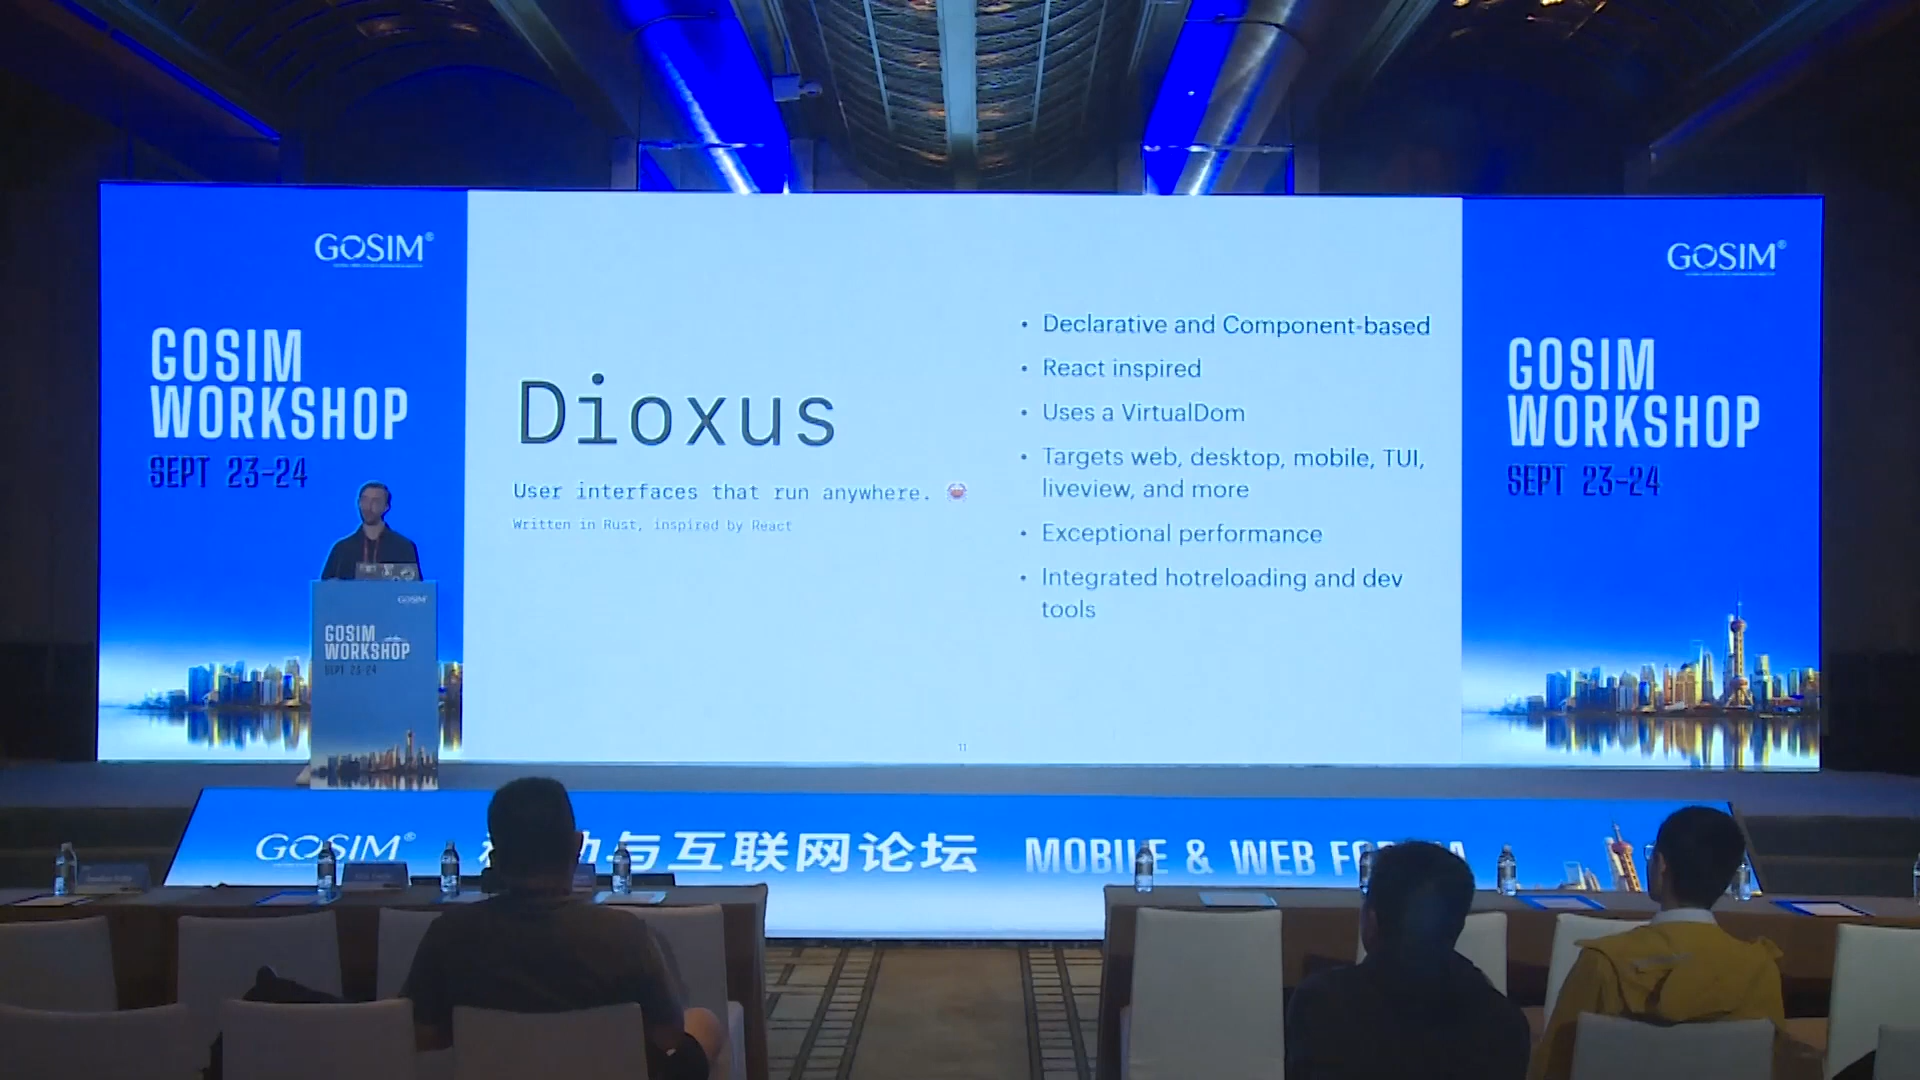 GOSIM®
GOSIM
WORKSHOP
SEPT 23-24
Dioxus
User interfaces that run anywhere.
Written in Rust, inspired by React
• Declarative and Component-based
• React inspired
• Uses a VirtualDom
• Targets web, desktop, mobile, TUI,
liveview, and more
• Exceptional performance
• Integrated hotreloading and dev
tools
11
GOSIM®
GOSIM
WORKSHOP
SEPT 23-24
GOSIM
GOSIM
WORKSHOP
SEPT 23-24
GOSIM®
与互联网论坛
MOBILE & WEB